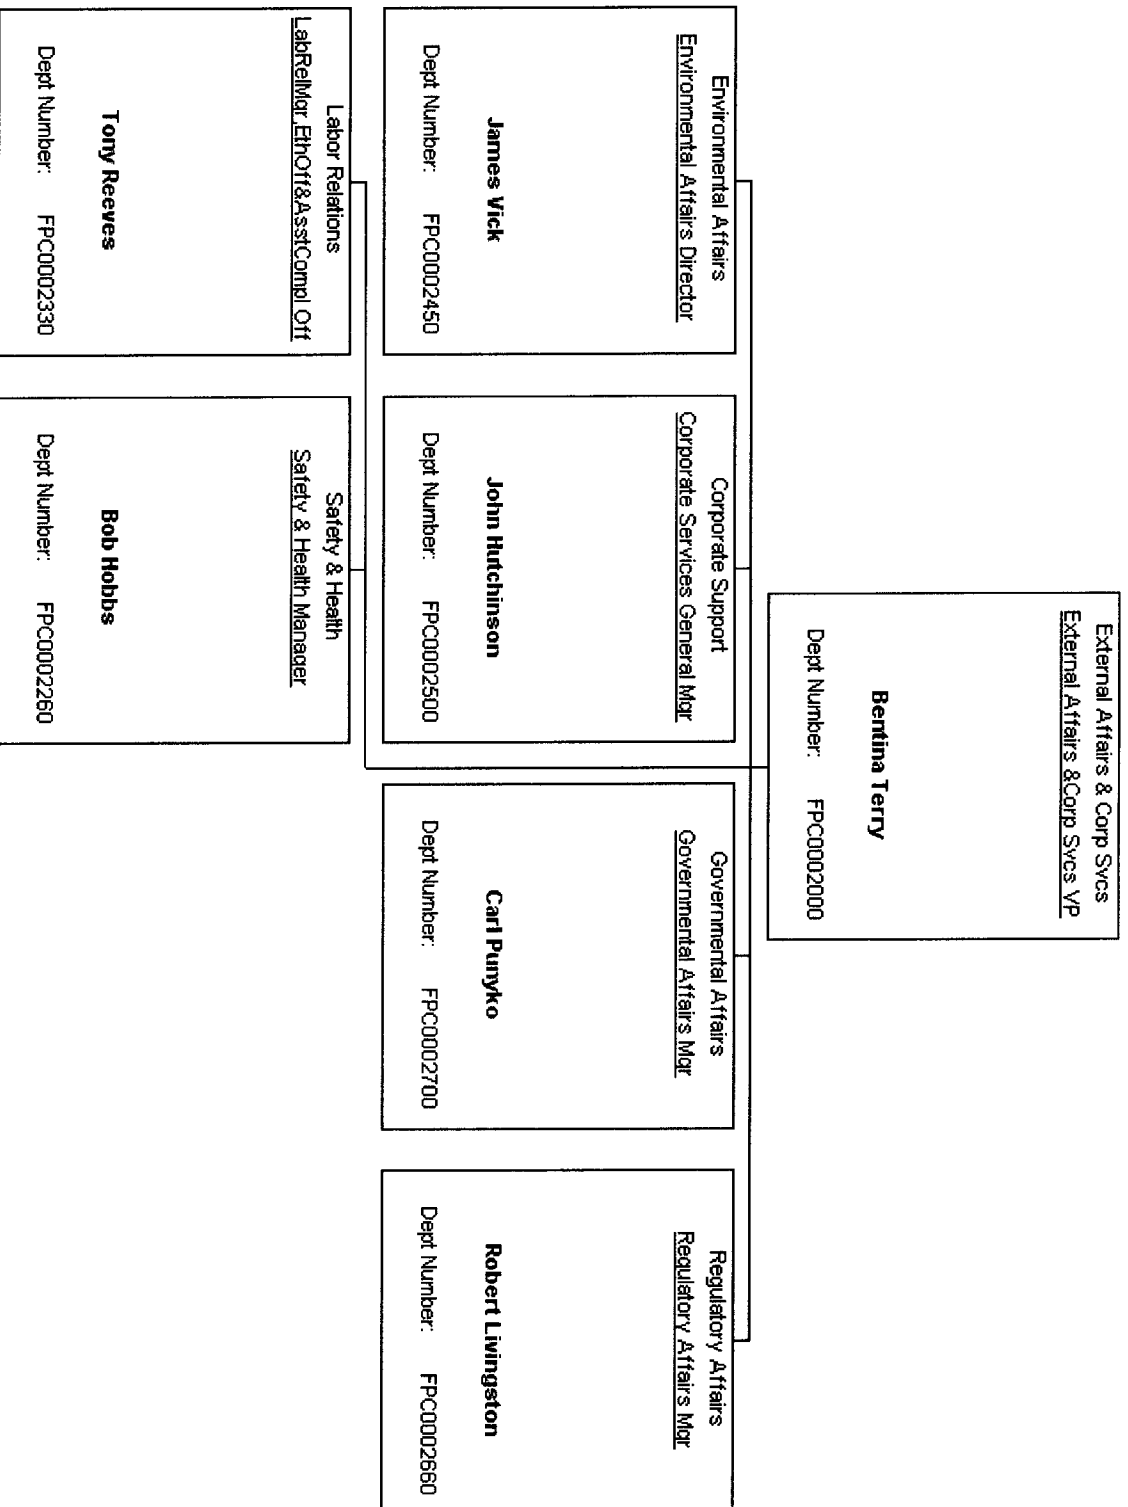 External Affairs & Corp Svcs
External Affairs &Corp Svcs VP
Bentina Terry
Dept Number: FPC0002000
Environmental Affairs
Environmental Affairs Director
James Vick
Dept Number: FPC0002450
Corporate Support
Corporate Services General Mgr
John Hutchinson
Dept Number: FPC0002500
Governmental Affairs
Governmental Affairs Mgr
Carl Punyko
Dept Number: FPC0002700
Regulatory Affairs
Regulatory Affairs Mgr
Robert Livingston
Dept Number: FPC0002660
Labor Relations
LabRelMgr,EthOff&AsstCompl Off
Tony Reeves
Dept Number: FPC0002330
Safety & Health
Safety & Health Manager
Bob Hobbs
Dept Number: FPC0002260